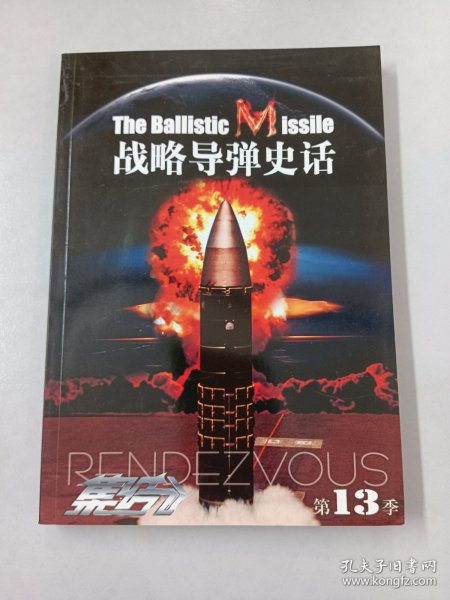 The Ballistic Missile
战略导弹史话
RENDEZVOUS
集结
第13季
孔夫子旧书网
www.kongfz.com